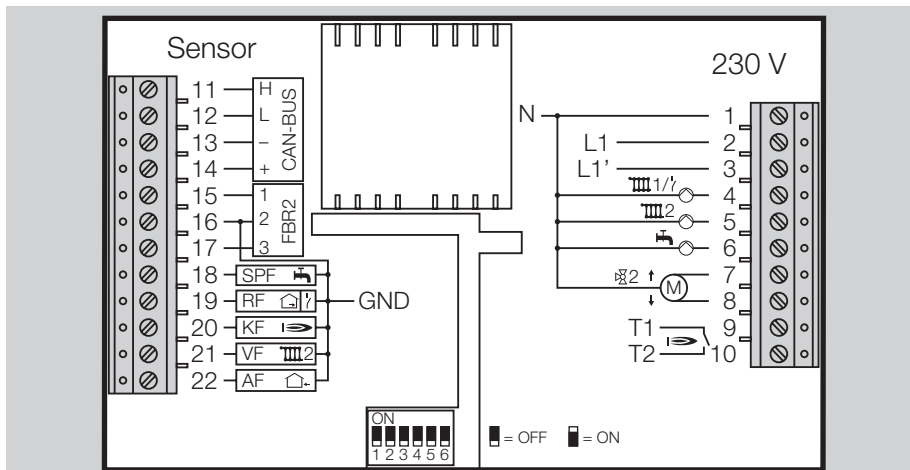 Sensor
11 H
12 L
13 −
14 +
CAN-BUS
15 1
16 2
17 3
FBR2
18 SPF
19 RF
GND
20 KF
21 VF 2
22 AF
230 V
N 1
L1 2
L1’ 3
1/ 4
2 5
6
2 7
M
8
T1 9
T2 10
ON
1 2 3 4 5 6
= OFF = ON